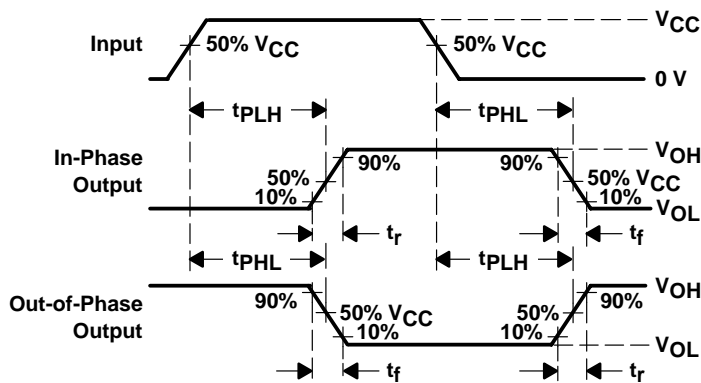 VCC
Input
50% VCC
50% VCC
0 V
tPLH
tPHL
In-Phase
Output
VOH
90%
90%
50%
50% VCC
10%
10%
VOL
tr
tf
tPHL
tPLH
Out-of-Phase
Output
VOH
90%
90%
50% VCC
50%
10%
10%
VOL
tf
tr